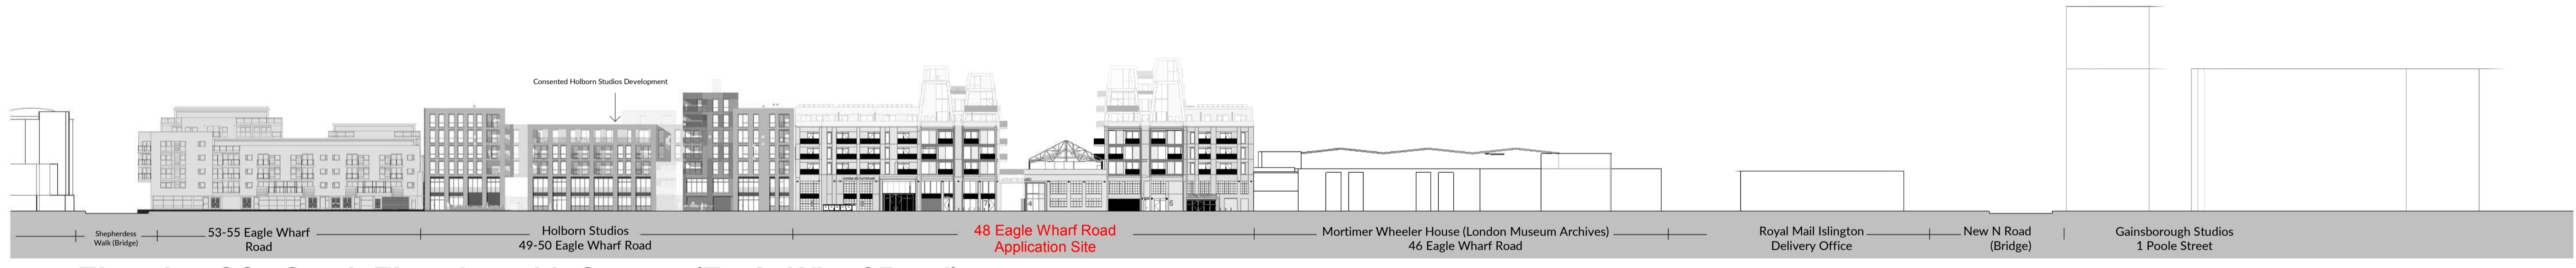 Consented Holborn Studios Development
Shepherdess
Walk (Bridge)
53-55 Eagle Wharf
Road
Holborn Studios
49-50 Eagle Wharf Road
48 Eagle Wharf Road
Application Site
Mortimer Wheeler House (London Museum Archives)
46 Eagle Wharf Road
Royal Mail Islington
Delivery Office
New N Road
(Bridge)
Gainsborough Studios
1 Poole Street